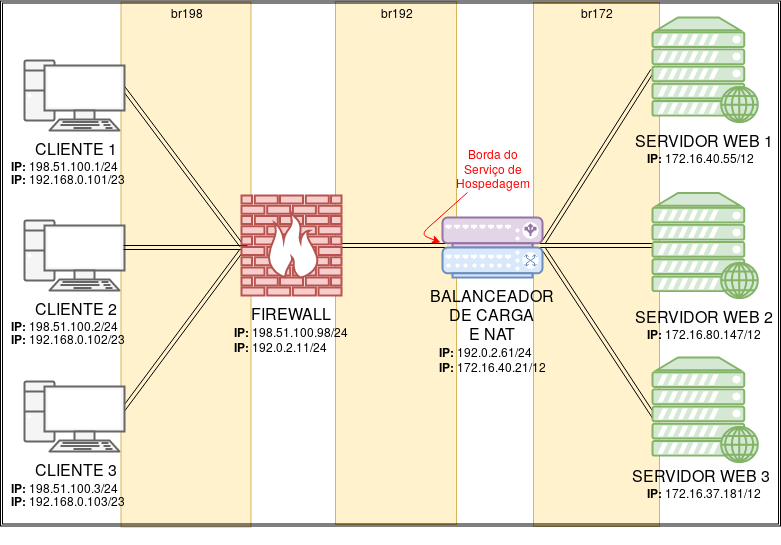 br198
br192
br172
CLIENTE 1
IP: 198.51.100.1/24
IP: 192.168.0.101/23
CLIENTE 2
IP: 198.51.100.2/24
IP: 192.168.0.102/23
CLIENTE 3
IP: 198.51.100.3/24
IP: 192.168.0.103/23
FIREWALL
IP: 198.51.100.98/24
IP: 192.0.2.11/24
Borda do
Serviço de
Hospedagem
BALANCEADOR
DE CARGA
E NAT
IP: 192.0.2.61/24
IP: 172.16.40.21/12
SERVIDOR WEB 1
IP: 172.16.40.55/12
SERVIDOR WEB 2
IP: 172.16.80.147/12
SERVIDOR WEB 3
IP: 172.16.37.181/12